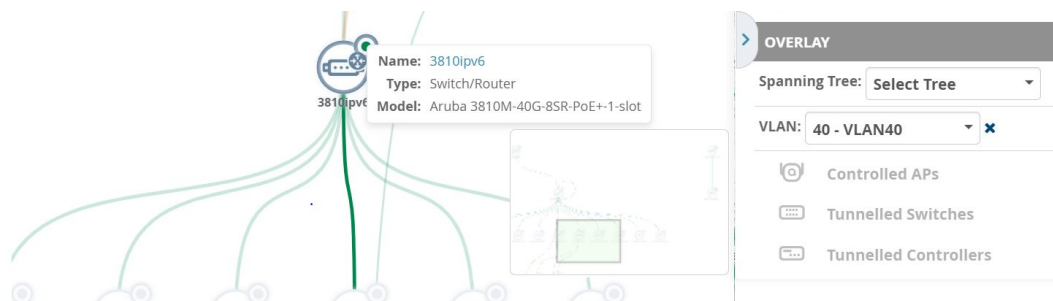 3810ipv6
Name: 3810ipv6
Type: Switch/Router
Model: Aruba 3810M-40G-8SR-PoE+-1-slot
OVERLAY
Spanning Tree: Select Tree
VLAN: 40 - VLAN40
Controlled APs
Tunnelled Switches
Tunnelled Controllers